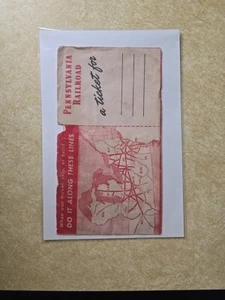 PENNSYLVANIA
RAILROAD
a ticket for
DO IT ALONG THESE LINES